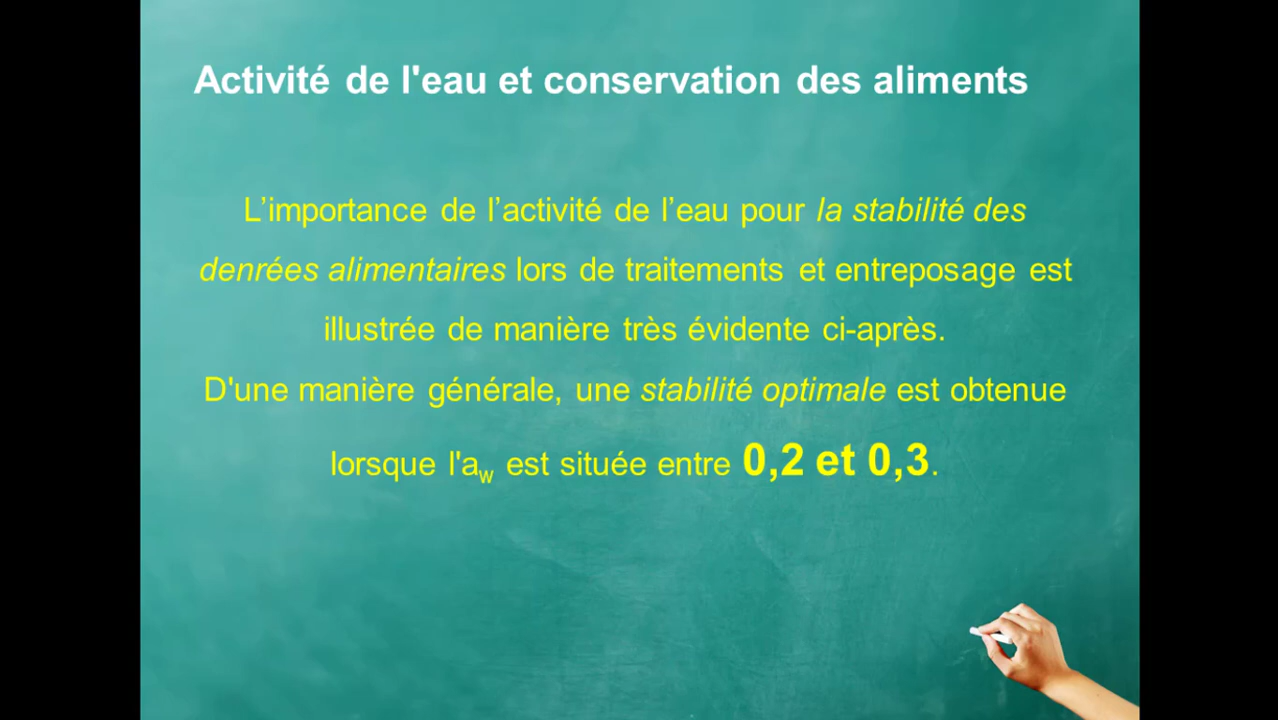 Activité de l'eau et conservation des aliments
L’importance de l’activité de l’eau pour la stabilité des
denrées alimentaires lors de traitements et entreposage est
illustrée de manière très évidente ci-après.
D'une manière générale, une stabilité optimale est obtenue
lorsque l'aw est située entre 0,2 et 0,3.